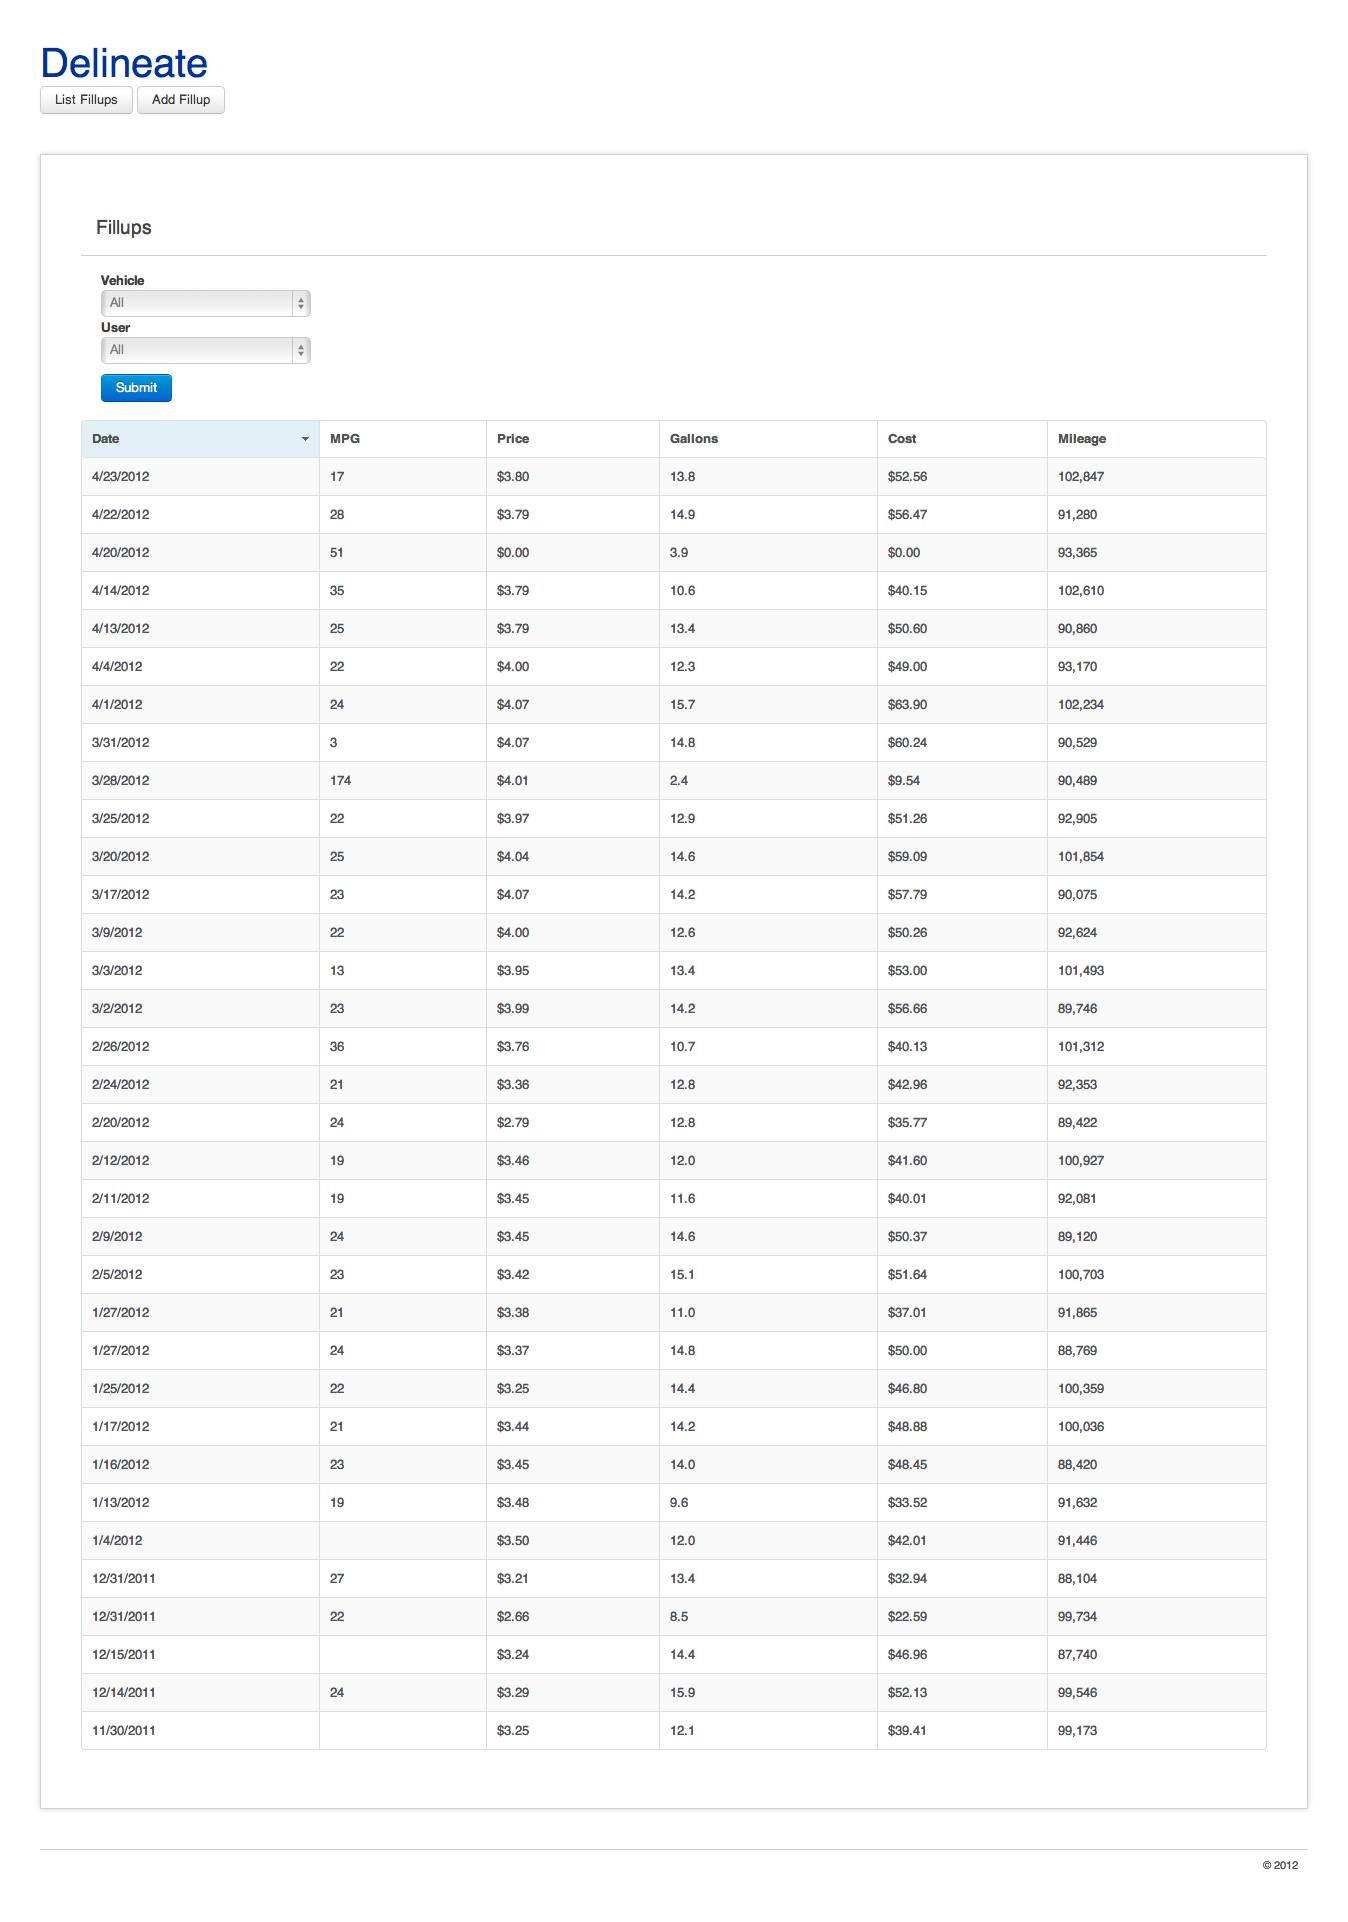 Delineate
List Fillups Add Fillup
Fillups
Vehicle
All
User
All
Submit
Date MPG Price Gallons Cost Mileage
4/23/2012 17 $3.80 13.8 $52.56 102,847
4/22/2012 28 $3.79 14.9 $56.47 91,280
4/20/2012 51 $0.00 3.9 $0.00 93,365
4/14/2012 35 $3.79 10.6 $40.15 102,610
4/13/2012 25 $3.79 13.4 $50.60 90,860
4/4/2012 22 $4.00 12.3 $49.00 93,170
4/1/2012 24 $4.07 15.7 $63.90 102,234
3/31/2012 3 $4.07 14.8 $60.24 90,529
3/28/2012 174 $4.01 2.4 $9.54 90,489
3/25/2012 22 $3.97 12.9 $51.26 92,905
3/20/2012 25 $4.04 14.6 $59.09 101,854
3/17/2012 23 $4.07 14.2 $57.79 90,075
3/9/2012 22 $4.00 12.6 $50.26 92,624
3/3/2012 13 $3.95 13.4 $53.00 101,493
3/2/2012 23 $3.99 14.2 $56.66 89,746
2/26/2012 36 $3.76 10.7 $40.13 101,312
2/24/2012 21 $3.36 12.8 $42.96 92,353
2/20/2012 24 $2.79 12.8 $35.77 89,422
2/12/2012 19 $3.46 12.0 $41.60 100,927
2/11/2012 19 $3.45 11.6 $40.01 92,081
2/9/2012 24 $3.45 14.6 $50.37 89,120
2/5/2012 23 $3.42 15.1 $51.64 100,703
1/27/2012 21 $3.38 11.0 $37.01 91,865
1/27/2012 24 $3.37 14.8 $50.00 88,769
1/25/2012 22 $3.25 14.4 $46.80 100,359
1/17/2012 21 $3.44 14.2 $48.88 100,036
1/16/2012 23 $3.45 14.0 $48.45 88,420
1/13/2012 19 $3.48 9.6 $33.52 91,632
1/4/2012 $3.50 12.0 $42.01 91,446
12/31/2011 27 $3.21 13.4 $32.94 88,104
12/31/2011 22 $2.66 8.5 $22.59 99,734
12/15/2011 $3.24 14.4 $46.96 87,740
12/14/2011 24 $3.29 15.9 $52.13 99,546
11/30/2011 $3.25 12.1 $39.41 99,173
© 2012